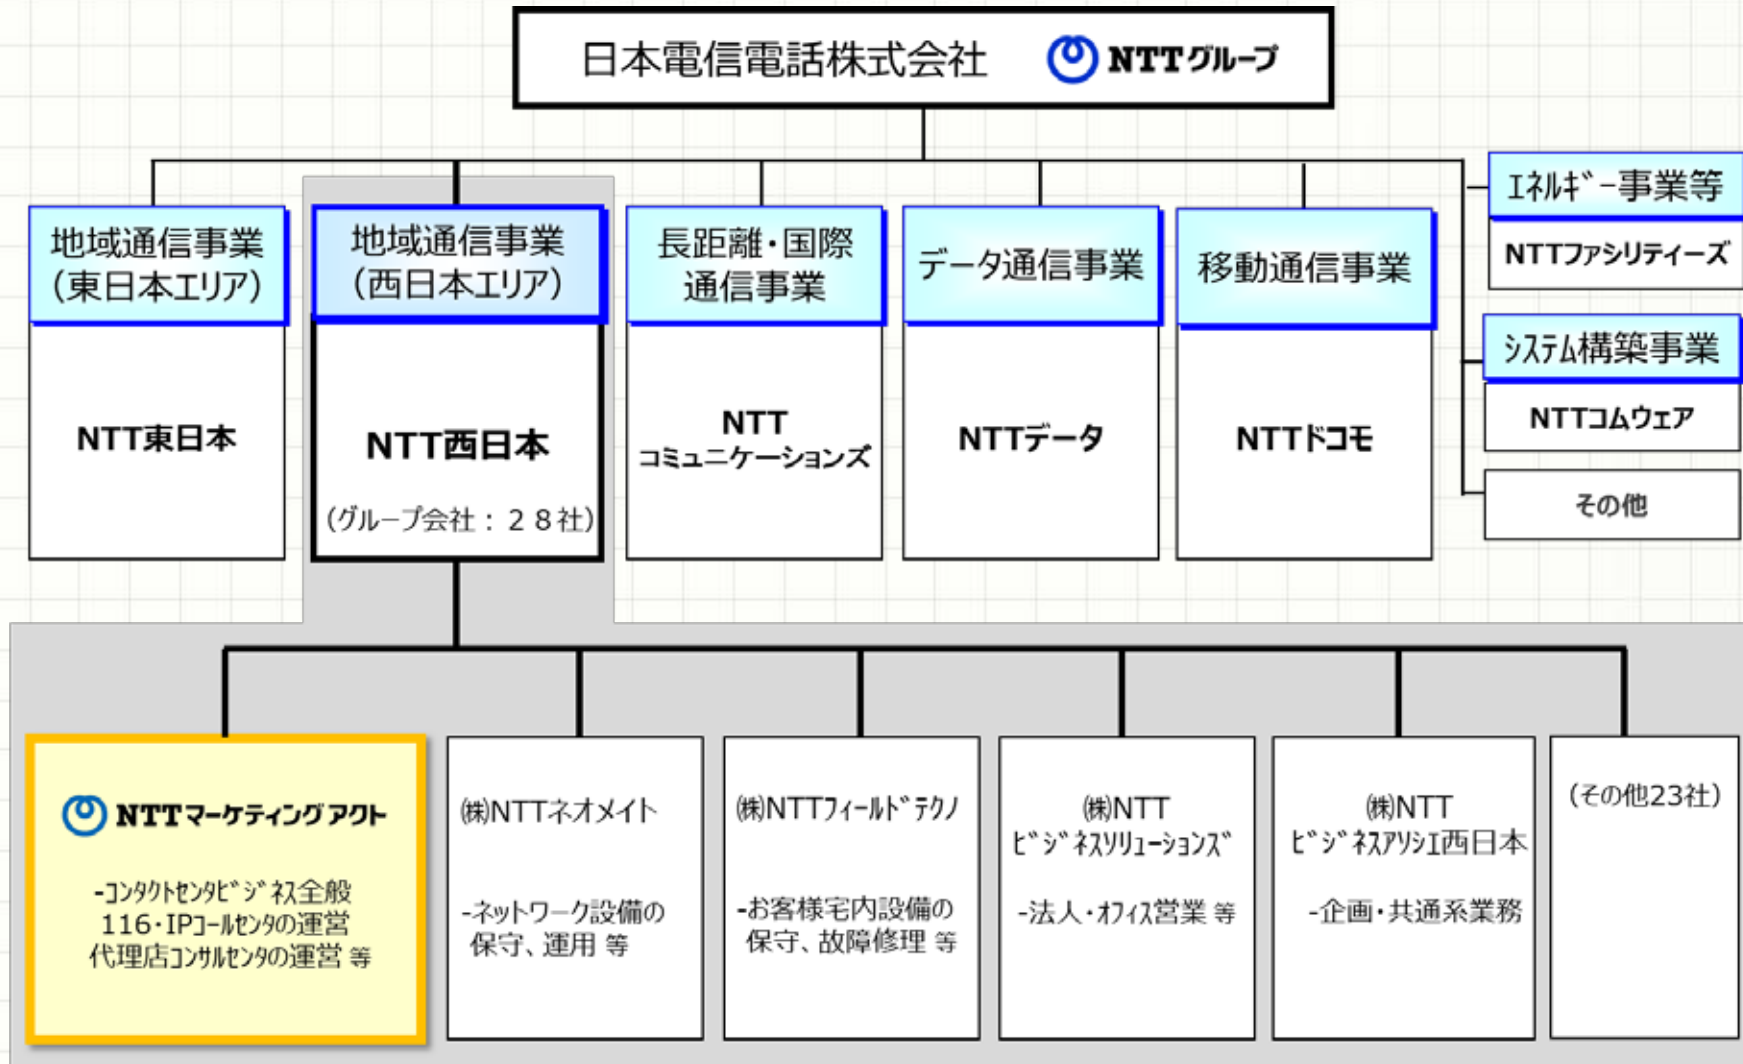 日本電信電話株式会社 NTTグループ
地域通信事業
(東日本エリア)
NTT東日本
地域通信事業
(西日本エリア)
NTT西日本
(グループ会社：２８社)
長距離・国際
通信事業
NTT
コミュニケーションズ
データ通信事業
NTTデータ
移動通信事業
NTTドコモ
ｴﾈﾙｷﾞｰ事業等
NTTファシリティーズ
ｼｽﾃﾑ構築事業
NTTコムウェア
その他
NTTマーケティングアクト
-ｺﾝﾀｸﾄｾﾝﾀﾋﾞｼﾞﾈｽ全般
116・IPｺｰﾙｾﾝﾀの運営
代理店ｺﾝｻﾙｾﾝﾀの運営 等
㈱NTTネオメイト
-ネットワーク設備の
保守、運用 等
㈱NTTﾌｨｰﾙﾄﾞﾃｸﾉ
-お客様宅内設備の
保守、故障修理 等
㈱NTT
ﾋﾞｼﾞﾈｽｿﾘｭｰｼｮﾝｽﾞ
-法人・ｵﾌｨｽ営業 等
㈱NTT
ﾋﾞｼﾞﾈｽｱｿｼｴ西日本
-企画・共通系業務
(その他23社)